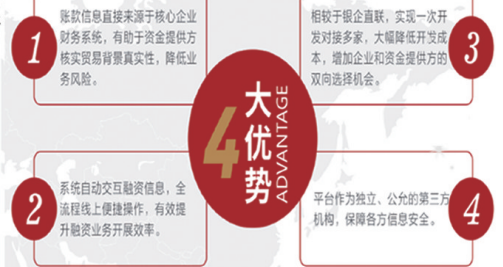 1
账款信息直接来源于核心企业
财务系统，有助于资金提供方
核实贸易背景真实性，降低业
务风险。
2
系统自动交互融资信息，全
流程线上便捷操作，有效提
升融资业务开展效率。
4大优势
ADVANTAGE
相较于银企直联，实现一次开
发对接多家，大幅降低开发成
本，增加企业和资金提供方的
双向选择机会。
3
平台作为独立、公允的第三方
机构，保障各方信息安全。
4